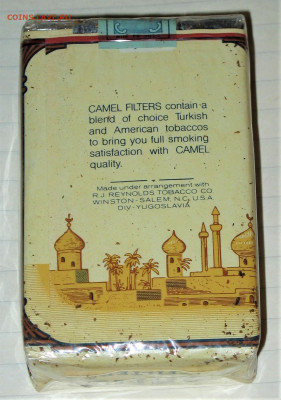 COINS.SU
CAMEL FILTERS contain a
blend of choice Turkish
and American tobaccos
to bring you full smoking
satisfaction with CAMEL
quality.
Made under arrangement with
R.J. REYNOLDS TOBACCO CO.
WINSTON-SALEM, N.C. U.S.A.
DIV-YUGOSLAVIA